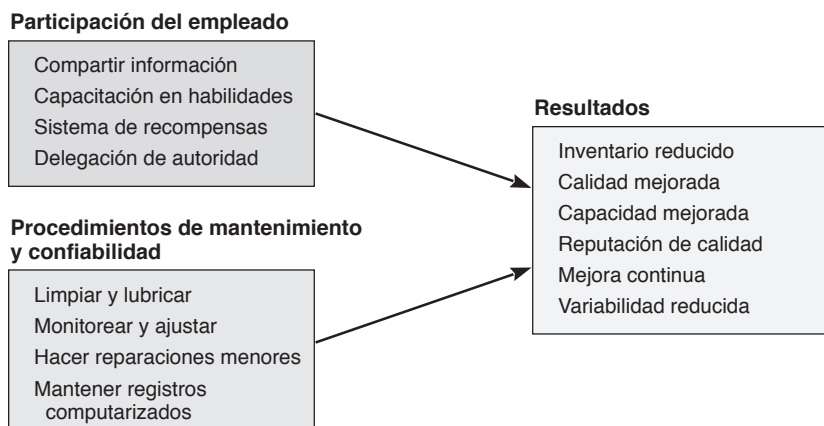 Participación del empleado
Compartir información
Capacitación en habilidades
Sistema de recompensas
Delegación de autoridad
Procedimientos de mantenimiento
y confiabilidad
Limpiar y lubricar
Monitorear y ajustar
Hacer reparaciones menores
Mantener registros
computarizados
Resultados
Inventario reducido
Calidad mejorada
Capacidad mejorada
Reputación de calidad
Mejora continua
Variabilidad reducida